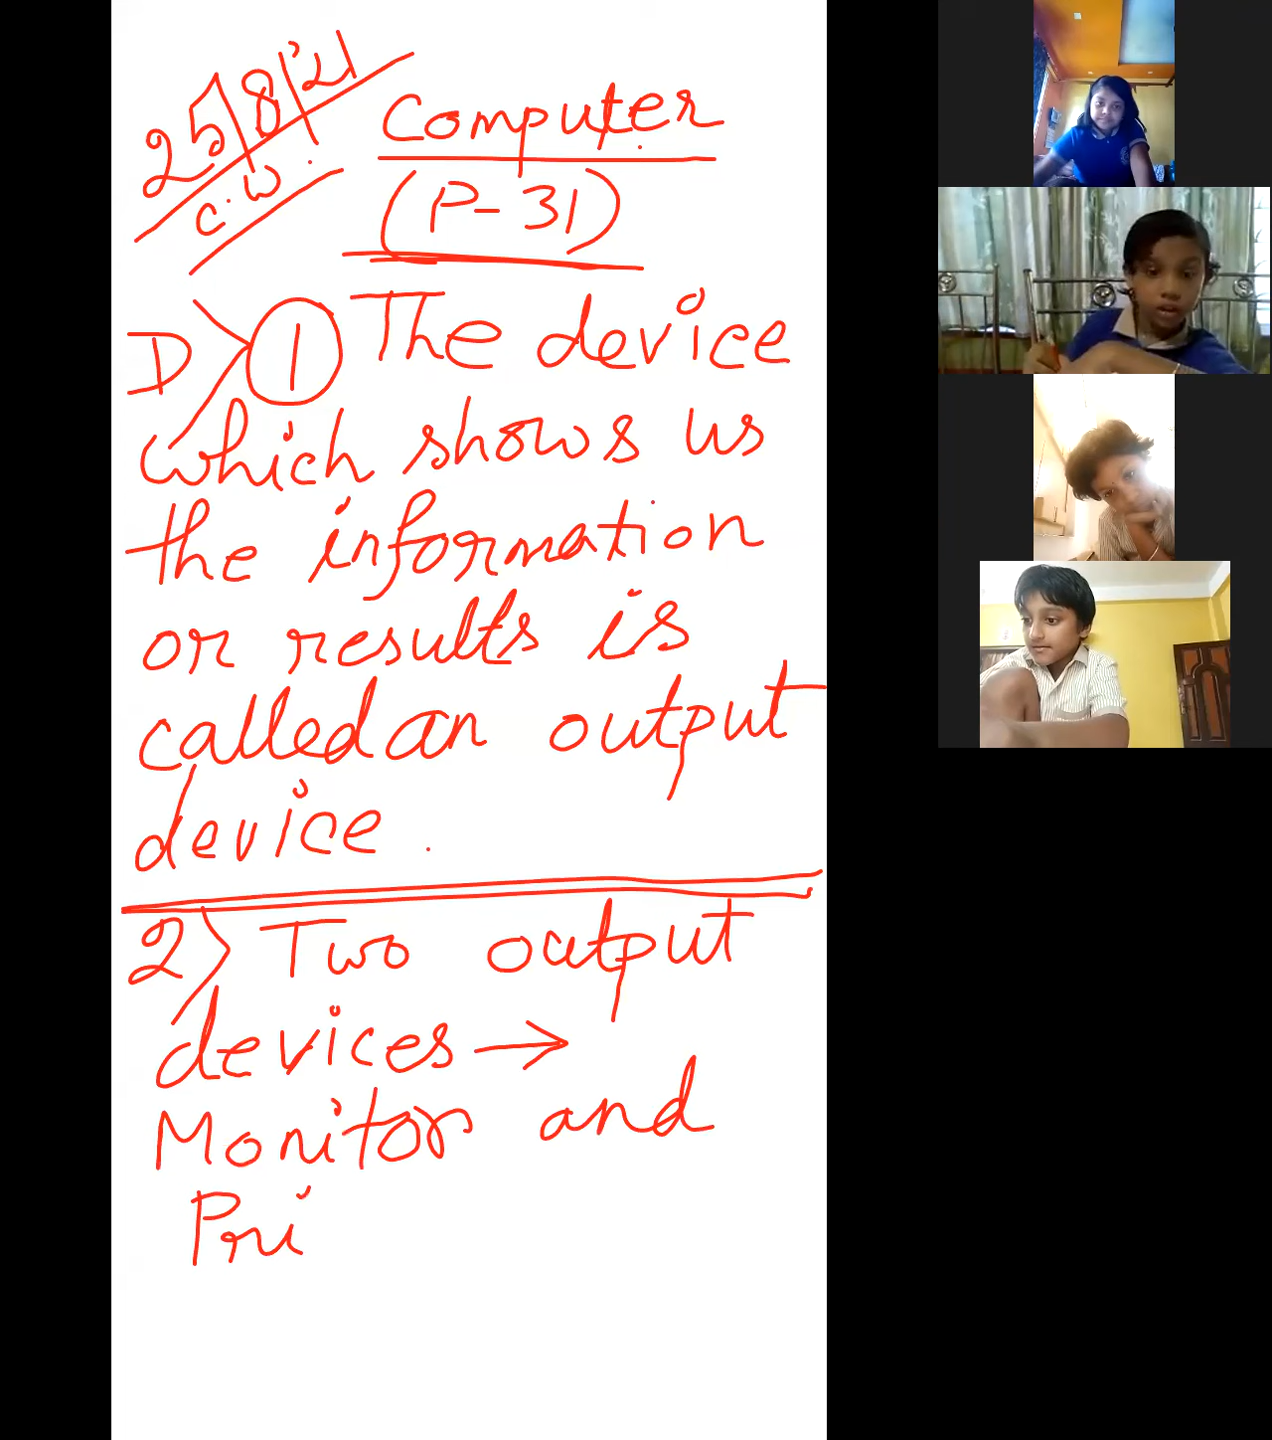 25/8/'21
C.W.
Computer
(P-31)
D> 1 The device
which shows us
the information
or results is
called an output
device.
2> Two output
devices →
Monitor and
Pri